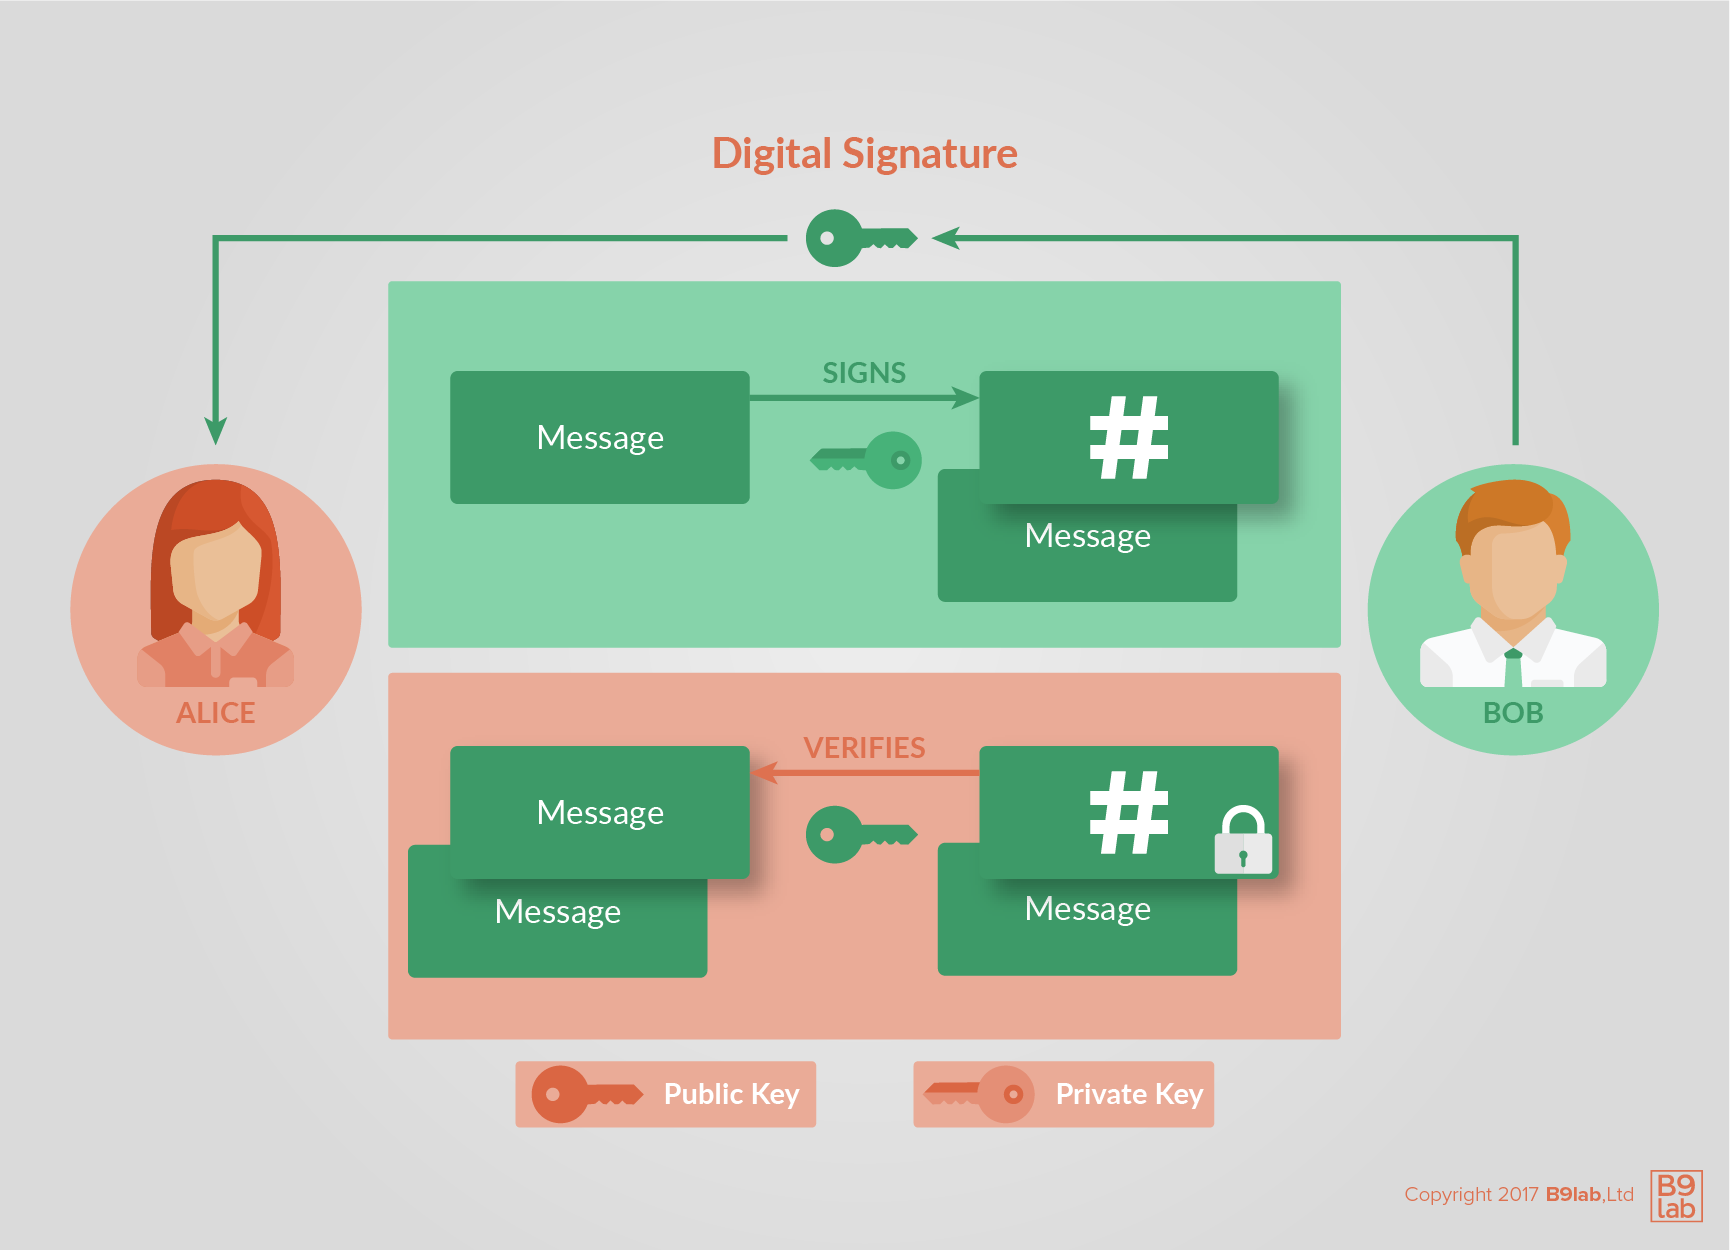 Digital Signature
SIGNS
Message
#
Message
ALICE
BOB
VERIFIES
Message
#
Message
Message
Public Key
Private Key
Copyright 2017 B9lab,Ltd
B9
lab